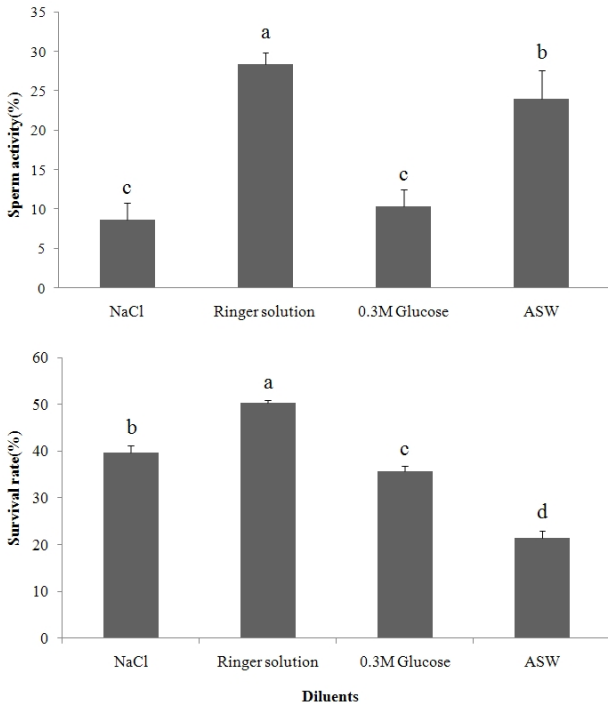 35
30
25
20
15
10
5
0
Sperm activity(%)
c
a
c
b
NaCl
Ringer solution
0.3M Glucose
ASW
60
50
40
30
20
10
0
Survival rate(%)
b
a
c
d
NaCl
Ringer solution
0.3M Glucose
ASW
Diluents